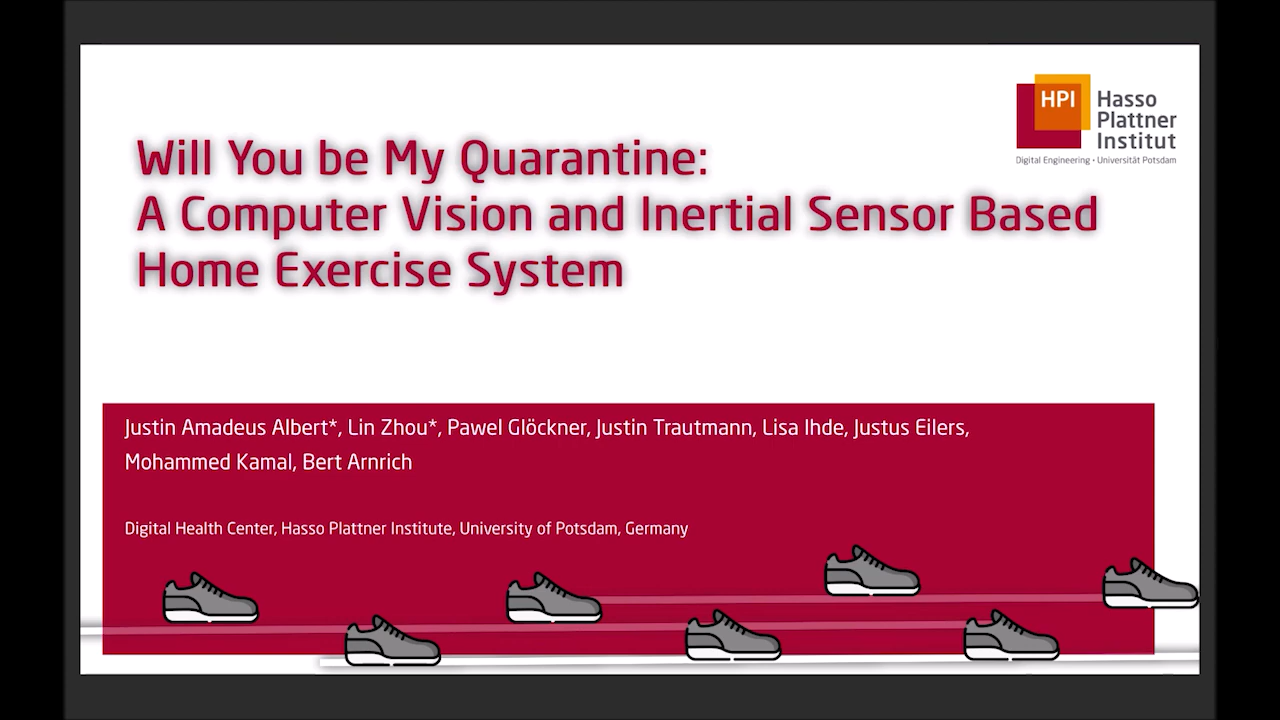 HPI Hasso
Plattner
Institut
Digital Engineering • Universität Potsdam
Will You be My Quarantine:
A Computer Vision and Inertial Sensor Based
Home Exercise System
Justin Amadeus Albert*, Lin Zhou*, Pawel Glöckner, Justin Trautmann, Lisa Ihde, Justus Eilers,
Mohammed Kamal, Bert Arnrich
Digital Health Center, Hasso Plattner Institute, University of Potsdam, Germany